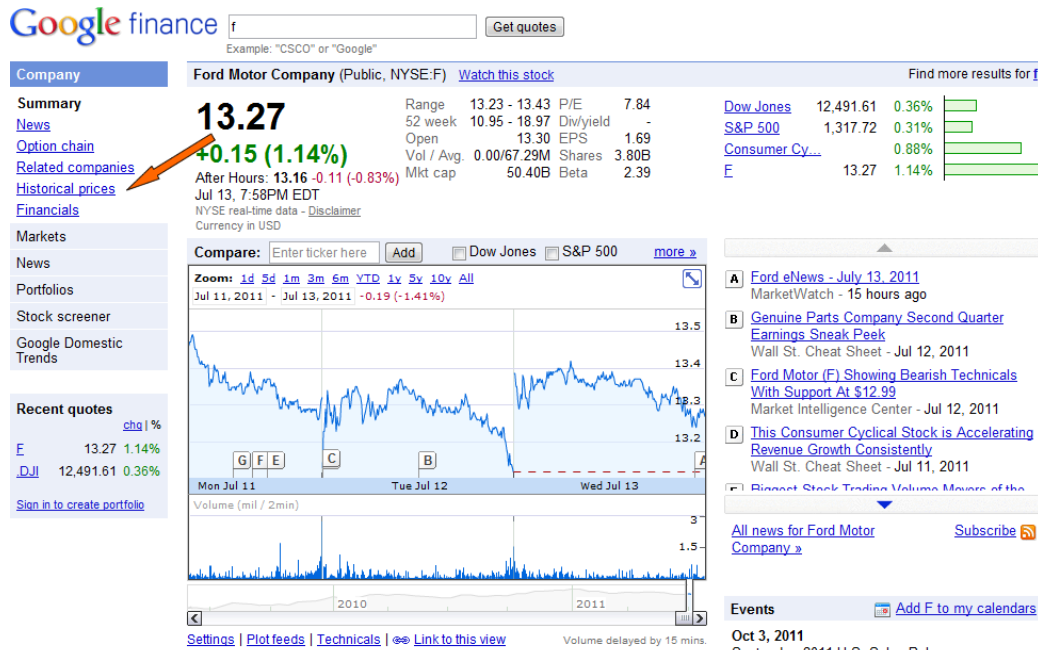 Google finance
f
Get quotes
Example: "CSCO" or "Google"
Company
Summary
News
Option chain
Related companies
Historical prices
Financials
Markets
News
Portfolios
Stock screener
Google Domestic
Trends
Recent quotes
chg | %
F 13.27 1.14%
.DJI 12,491.61 0.36%
Sign in to create portfolio
Ford Motor Company (Public, NYSE:F) Watch this stock
Find more results for f
13.27
+0.15 (1.14%)
After Hours: 13.16 -0.11 (-0.83%)
Jul 13, 7:58PM EDT
NYSE real-time data - Disclaimer
Currency in USD
Range 13.23 - 13.43 P/E 7.84
52 week 10.95 - 18.97 Div/yield -
Open 13.30 EPS 1.69
Vol / Avg. 0.00/67.29M Shares 3.80B
Mkt cap 50.40B Beta 2.39
Dow Jones 12,491.61 0.36%
S&P 500 1,317.72 0.31%
Consumer Cy... 0.88%
F 13.27 1.14%
Compare: Enter ticker here Add Dow Jones S&P 500 more »
Zoom: 1d 5d 1m 3m 6m YTD 1y 5y 10y All
Jul 11, 2011 - Jul 13, 2011 -0.19 (-1.41%)
13.5
13.4
13.3
13.2
G F E C B A
Mon Jul 11 Tue Jul 12 Wed Jul 13
Volume (mil / 2min)
3
1.5
2010 2011
Settings | Plot feeds | Technicals | Link to this view
Volume delayed by 15 mins.
A Ford eNews - July 13, 2011
MarketWatch - 15 hours ago
B Genuine Parts Company Second Quarter
Earnings Sneak Peek
Wall St. Cheat Sheet - Jul 12, 2011
C Ford Motor (F) Showing Bearish Technicals
With Support At $12.99
Market Intelligence Center - Jul 12, 2011
D This Consumer Cyclical Stock is Accelerating
Revenue Growth Consistently
Wall St. Cheat Sheet - Jul 11, 2011
Biggest Stock Trading Volume Movers of the
All news for Ford Motor
Company »
Subscribe
Events
Add F to my calendars
Oct 3, 2011